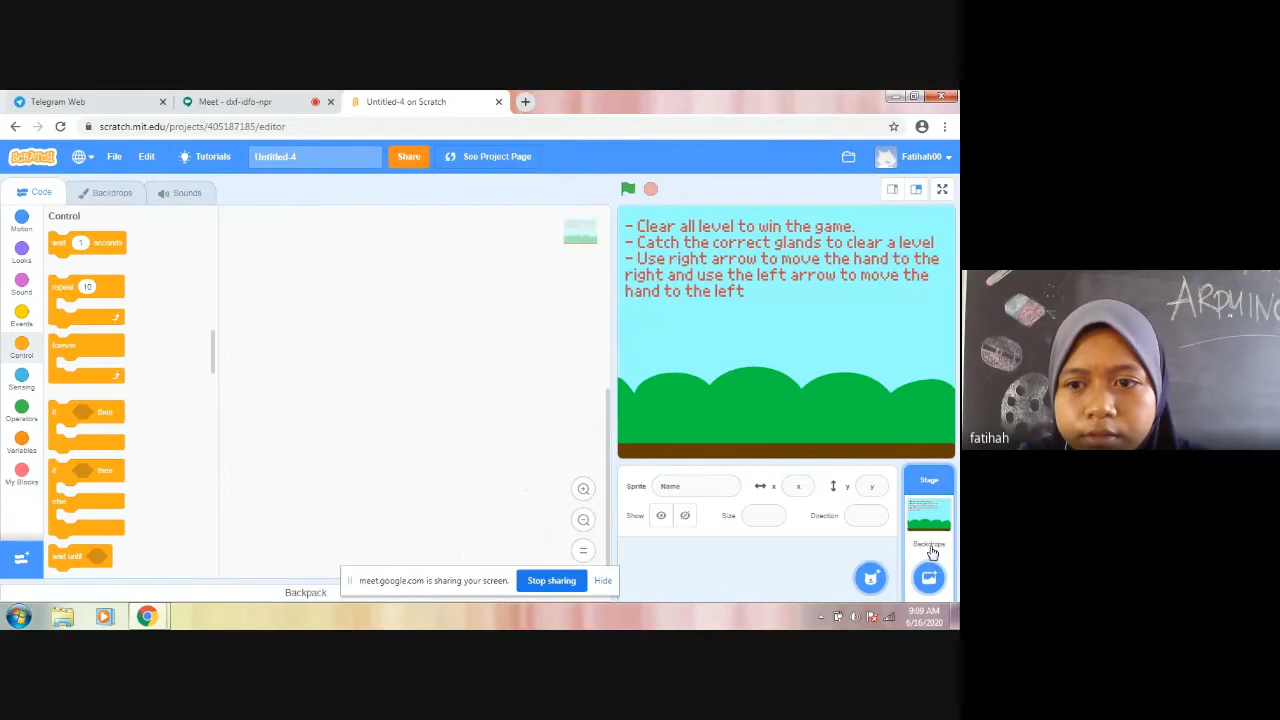 Telegram Web
Meet - dxf-idfo-npr
Untitled-4 on Scratch
scratch.mit.edu/projects/405187185/editor
SCRATCH
File
Edit
Tutorials
Untitled-4
Share
See Project Page
Fatihah00
Code
Backdrops
Sounds
Motion
Looks
Sound
Events
Control
Sensing
Operators
Variables
My Blocks
Control
wait 1 seconds
repeat 10
forever
if then
if then
else
wait until
- Clear all level to win the game.
- Catch the correct glands to clear a level
- Use right arrow to move the hand to the
right and use the left arrow to move the
hand to the left
Sprite Name x x y y
Show Size Direction
Stage
Backdrops
meet.google.com is sharing your screen. Stop sharing Hide
Backpack
9:09 AM
6/16/2020
ARDUINO
fatihah